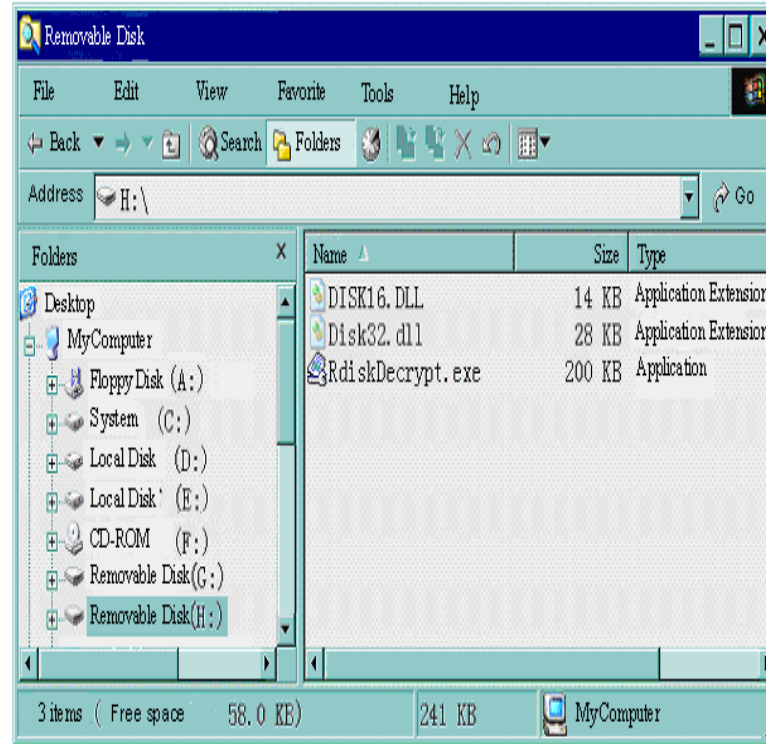 Removable Disk
File Edit View Favorite Tools Help
Back Search Folders
Address H:\ Go
Folders x Name Size Type
Desktop
MyComputer
Floppy Disk (A:)
System (C:)
Local Disk (D:)
Local Disk` (E:)
CD-ROM (F:)
Removable Disk(G:)
Removable Disk(H:)
DISK16.DLL 14 KB Application Extension
Disk32.dll 28 KB Application Extension
RdiskDecrypt.exe 200 KB Application
3 items ( Free space 58.0 KB) 241 KB MyComputer